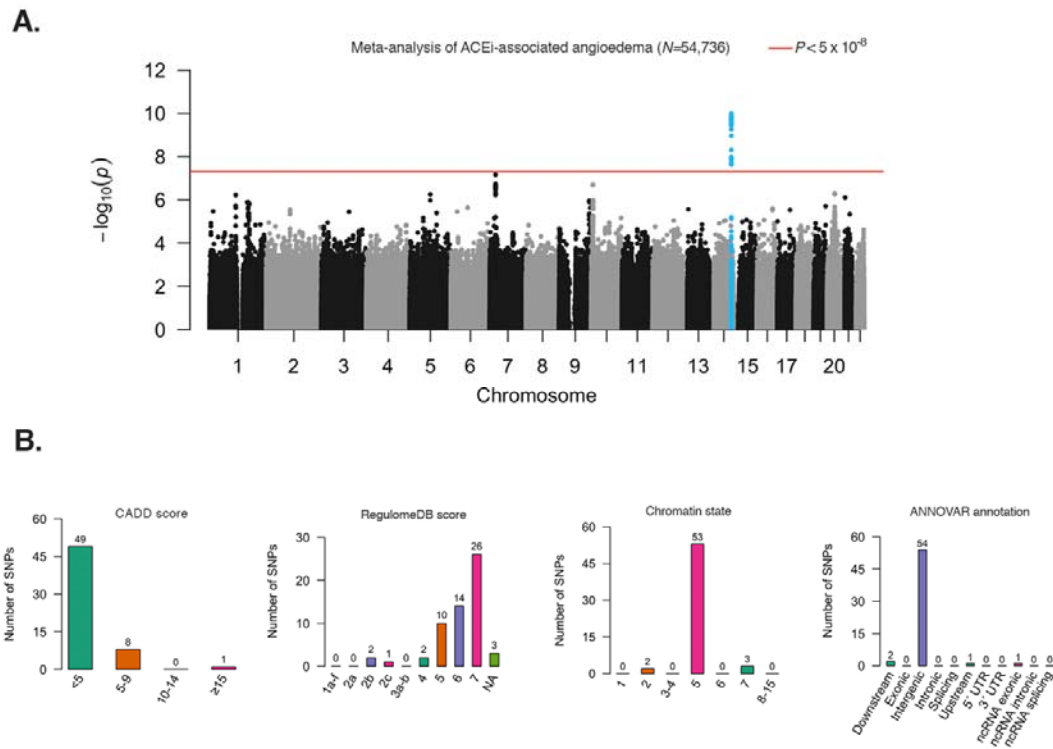 A.
Meta-analysis of ACEi-associated angioedema (N=54,736)
P < 5 x 10⁻⁸
12
10
8
6
4
2
0
−log₁₀(p)
1 2 3 4 5 6 7 8 9 11 13 15 17 20
Chromosome
B.
CADD score
Number of SNPs
60
45
30
15
0
49
8
0
1
<5
5-9
10-14
≥15
RegulomeDB score
Number of SNPs
30
20
10
0
0 0 2 1 0 2 10 14 26 3
1a-f
2a
2b
2c
3a-b
4
5
6
7
NA
Chromatin state
Number of SNPs
60
50
40
30
20
10
0
0 2 0 53 0 3 0
1
2
3-4
5
6
7
8-15
ANNOVAR annotation
Number of SNPs
60
45
30
15
0
2 0 54 0 0 1 0 0 1 0 0
Downstream
Exonic
Intergenic
Intronic
Splicing
Upstream
5´ UTR
3´ UTR
ncRNA exonic
ncRNA intronic
ncRNA splicing